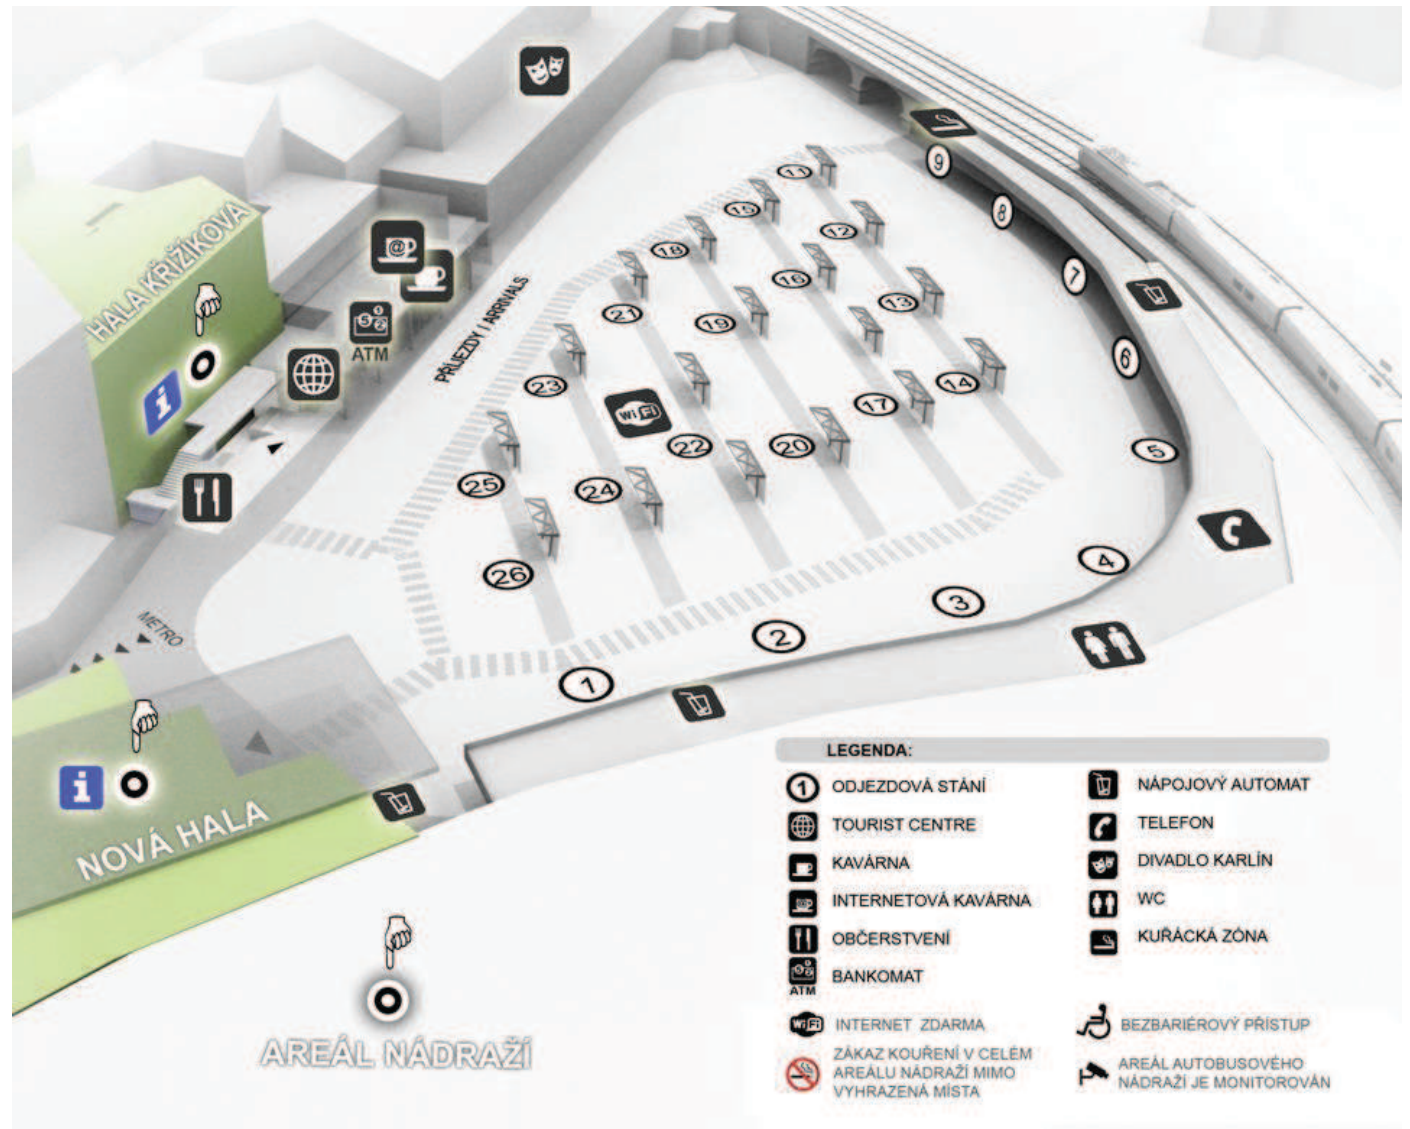 HALA KŘIŽÍKOVA
PŘÍJEZDY / ARRIVALS
@
ATM
i
WiFi
9
11
8
15
12
18
7
16
21
19
13
6
23
17
14
22
20
5
25
24
26
4
3
2
1
METRO
i
NOVÁ HALA
AREÁL NÁDRAŽÍ
LEGENDA:
1 ODJEZDOVÁ STÁNÍ
TOURIST CENTRE
KAVÁRNA
INTERNETOVÁ KAVÁRNA
OBČERSTVENÍ
BANKOMAT
ATM
WiFi INTERNET ZDARMA
ZÁKAZ KOUŘENÍ V CELÉM
AREÁLU NÁDRAŽÍ MIMO
VYHRAZENÁ MÍSTA
NÁPOJOVÝ AUTOMAT
TELEFON
DIVADLO KARLÍN
WC
KUŘÁCKÁ ZÓNA
BEZBARIÉROVÝ PŘÍSTUP
AREÁL AUTOBUSOVÉHO
NÁDRAŽÍ JE MONITOROVÁN